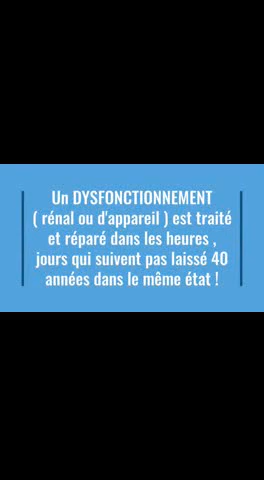 Un DYSFONCTIONNEMENT
( rénal ou d'appareil ) est traité
et réparé dans les heures ,
jours qui suivent pas laissé 40
années dans le même état !